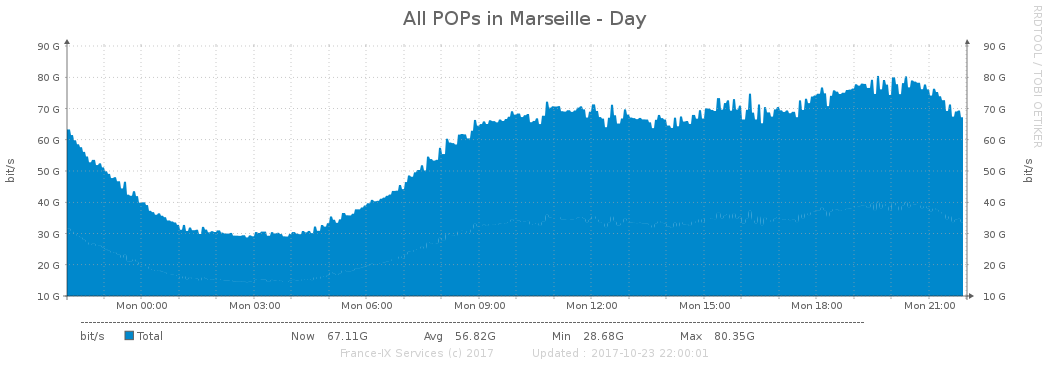 All POPs in Marseille - Day
RRDTOOL / TOBI OETIKER
bit/s
90 G 90 G
80 G 80 G
70 G 70 G
60 G 60 G
50 G 50 G
40 G 40 G
30 G 30 G
20 G 20 G
10 G 10 G
bit/s
Mon 00:00 Mon 03:00 Mon 06:00 Mon 09:00 Mon 12:00 Mon 15:00 Mon 18:00 Mon 21:00
bit/s Total Now 67.11G Avg 56.82G Min 28.68G Max 80.35G
France-IX Services (c) 2017 Updated : 2017-10-23 22:00:01